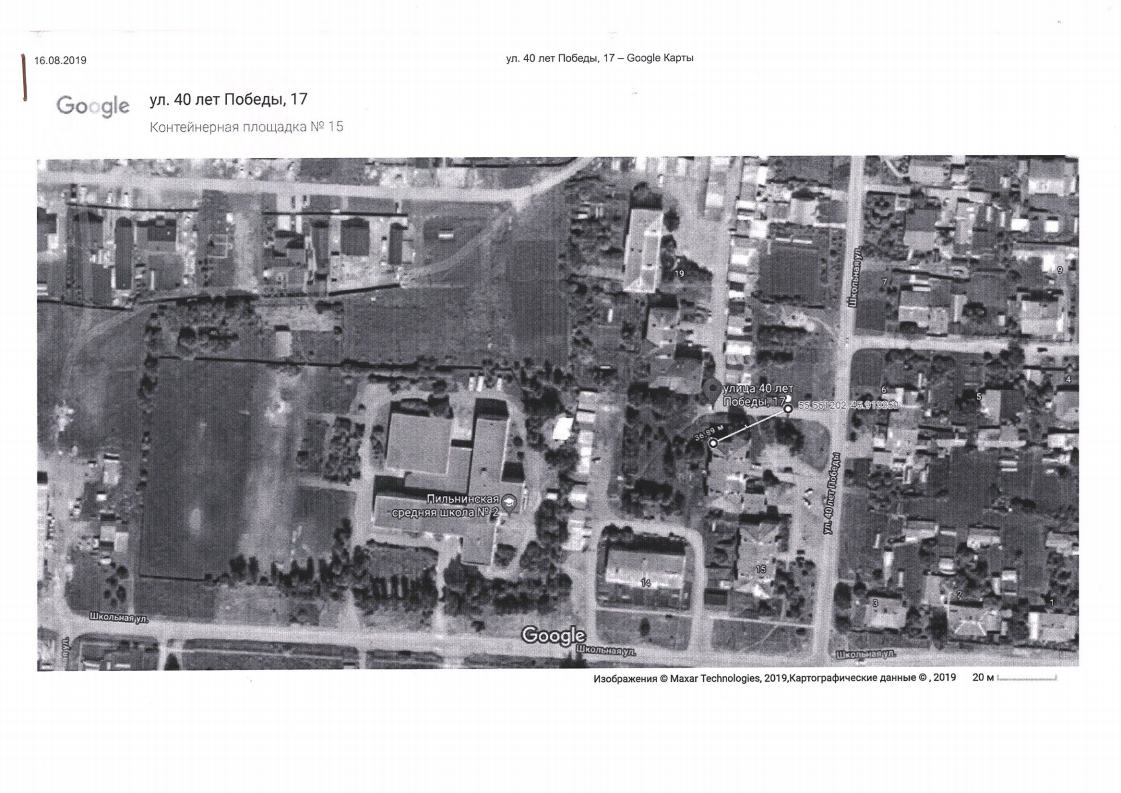 16.08.2019
ул. 40 лет Победы, 17 – Google Карты
Google
ул. 40 лет Победы, 17
Контейнерная площадка № 15
19
Школьная ул.
7
9
улица 40 лет
Победы, 17
6
5
4
36.99 м
ул. 40 лет Победы
Пильнинская
средняя школа № 2
14
15
3
2
1
Школьная ул.
Google
Школьная ул.
Школьная ул.
Изображения © Maxar Technologies, 2019,Картографические данные © , 2019
20 м